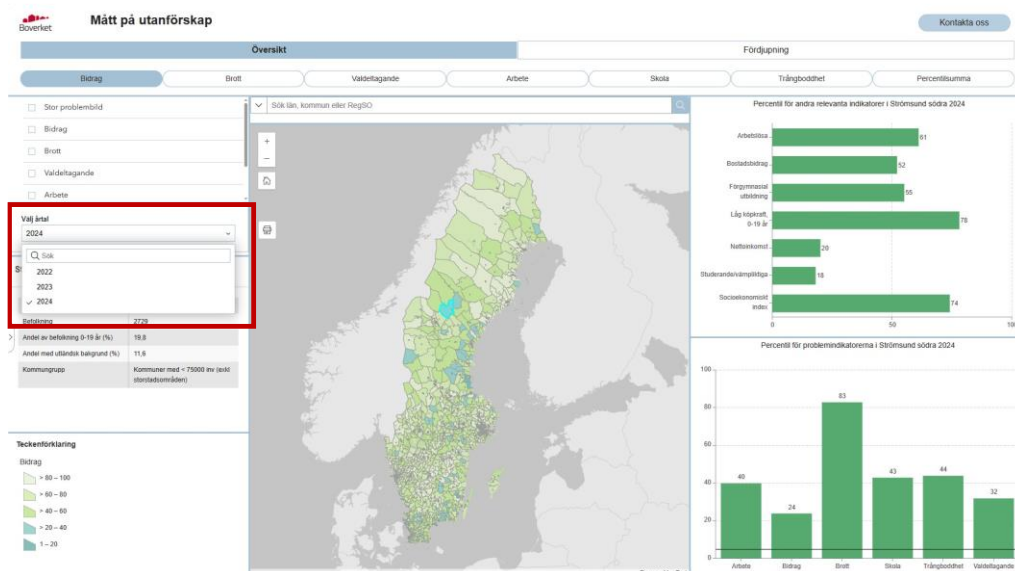 Boverket
Mått på utanförskap
Kontakta oss
Översikt
Fördjupning
Bidrag
Brott
Valdeltagande
Arbete
Skola
Trångboddhet
Percentilsumma
Stor problembild
Bidrag
Brott
Valdeltagande
Arbete
Välj årtal
2024
Sök
2022
2023
2024
Befolkning 2729
Andel av befolkning 0-19 år (%) 19,8
Andel med utländsk bakgrund (%) 11,6
Kommungrupp Kommuner med < 75000 inv (exkl
storstadsområden)
Teckenförklaring
Bidrag
> 80 – 100
> 60 – 80
> 40 – 60
> 20 – 40
1 – 20
Sök län, kommun eller RegSO
Percentil för andra relevanta indikatorer i Strömsund södra 2024
Arbetslösa 61
Bostadsbidrag 52
Förgymnasial
utbildning 55
Låg köpkraft,
0-19 år 78
Nettoinkomst 20
Studerande/värnpliktiga 18
Socioekonomiskt
index 74
0 50 100
Percentil för problemindikatorerna i Strömsund södra 2024
100
80
60
40
20
0
40 24 83 43 44 32
Arbete Bidrag Brott Skola Trångboddhet Valdeltagande